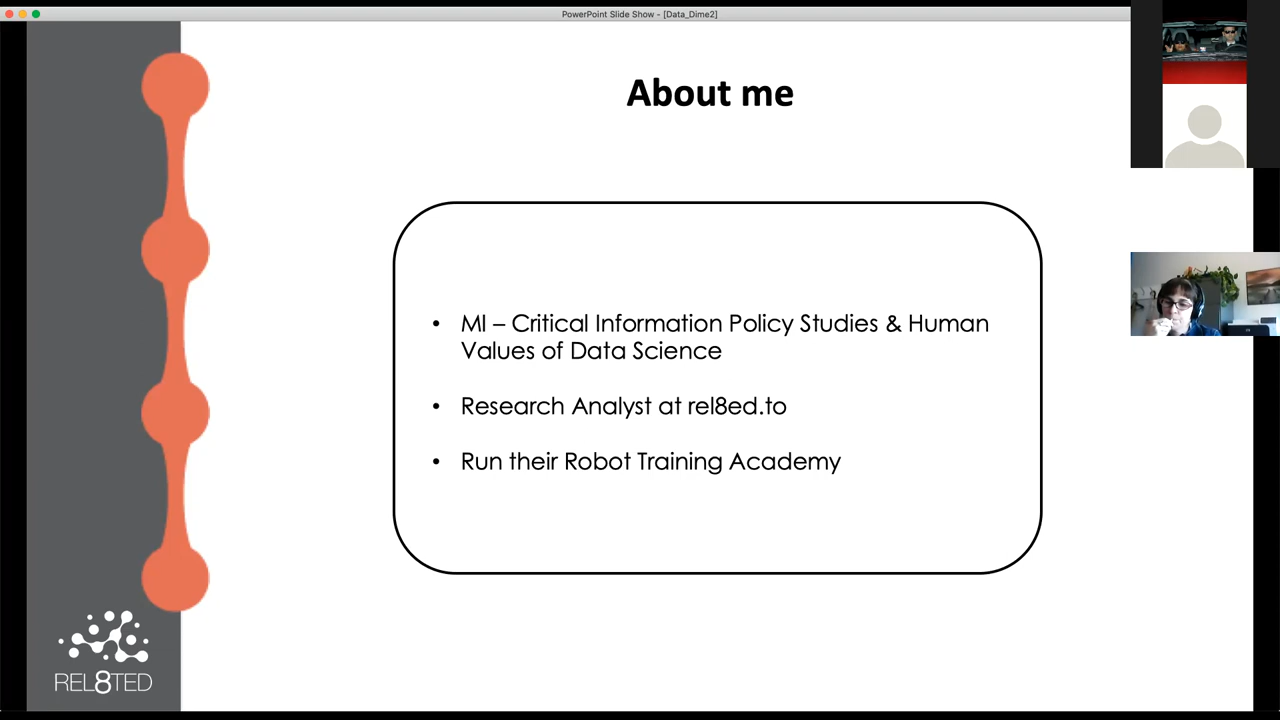 PowerPoint Slide Show - [Data_Dime2]
About me
• MI – Critical Information Policy Studies & Human
Values of Data Science
• Research Analyst at rel8ed.to
• Run their Robot Training Academy
REL8TED